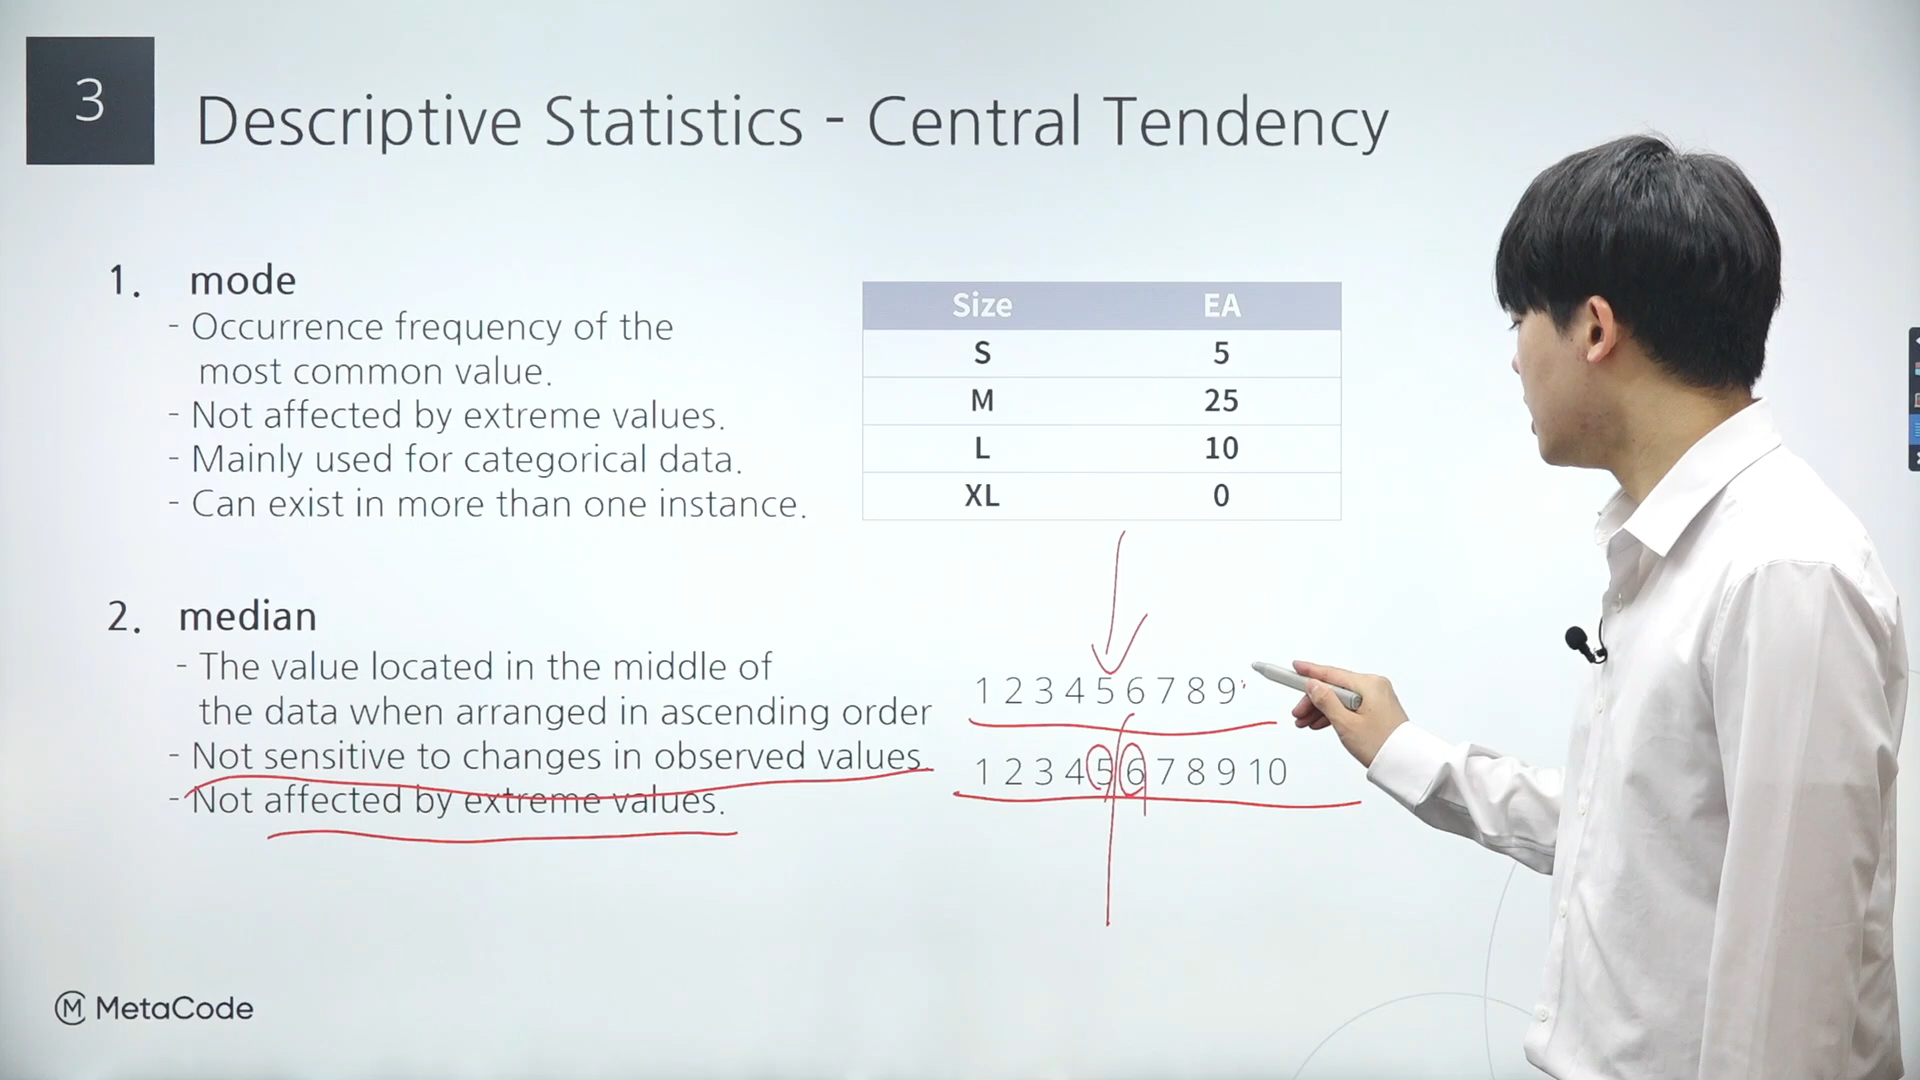 3
Descriptive Statistics - Central Tendency
1. mode
- Occurrence frequency of the
most common value.
- Not affected by extreme values.
- Mainly used for categorical data.
- Can exist in more than one instance.
Size EA
S 5
M 25
L 10
XL 0
2. median
- The value located in the middle of
the data when arranged in ascending order
- Not sensitive to changes in observed values.
- Not affected by extreme values.
1 2 3 4 5 6 7 8 9
1 2 3 4 5 6 7 8 9 10
MetaCode